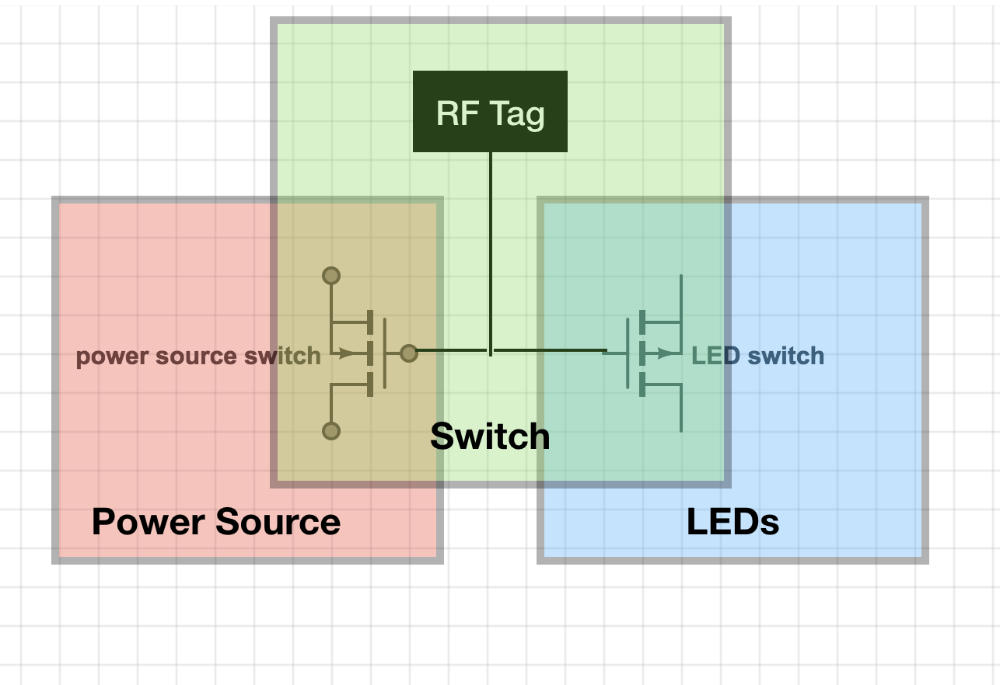 RF Tag
power source switch
LED switch
Switch
Power Source
LEDs